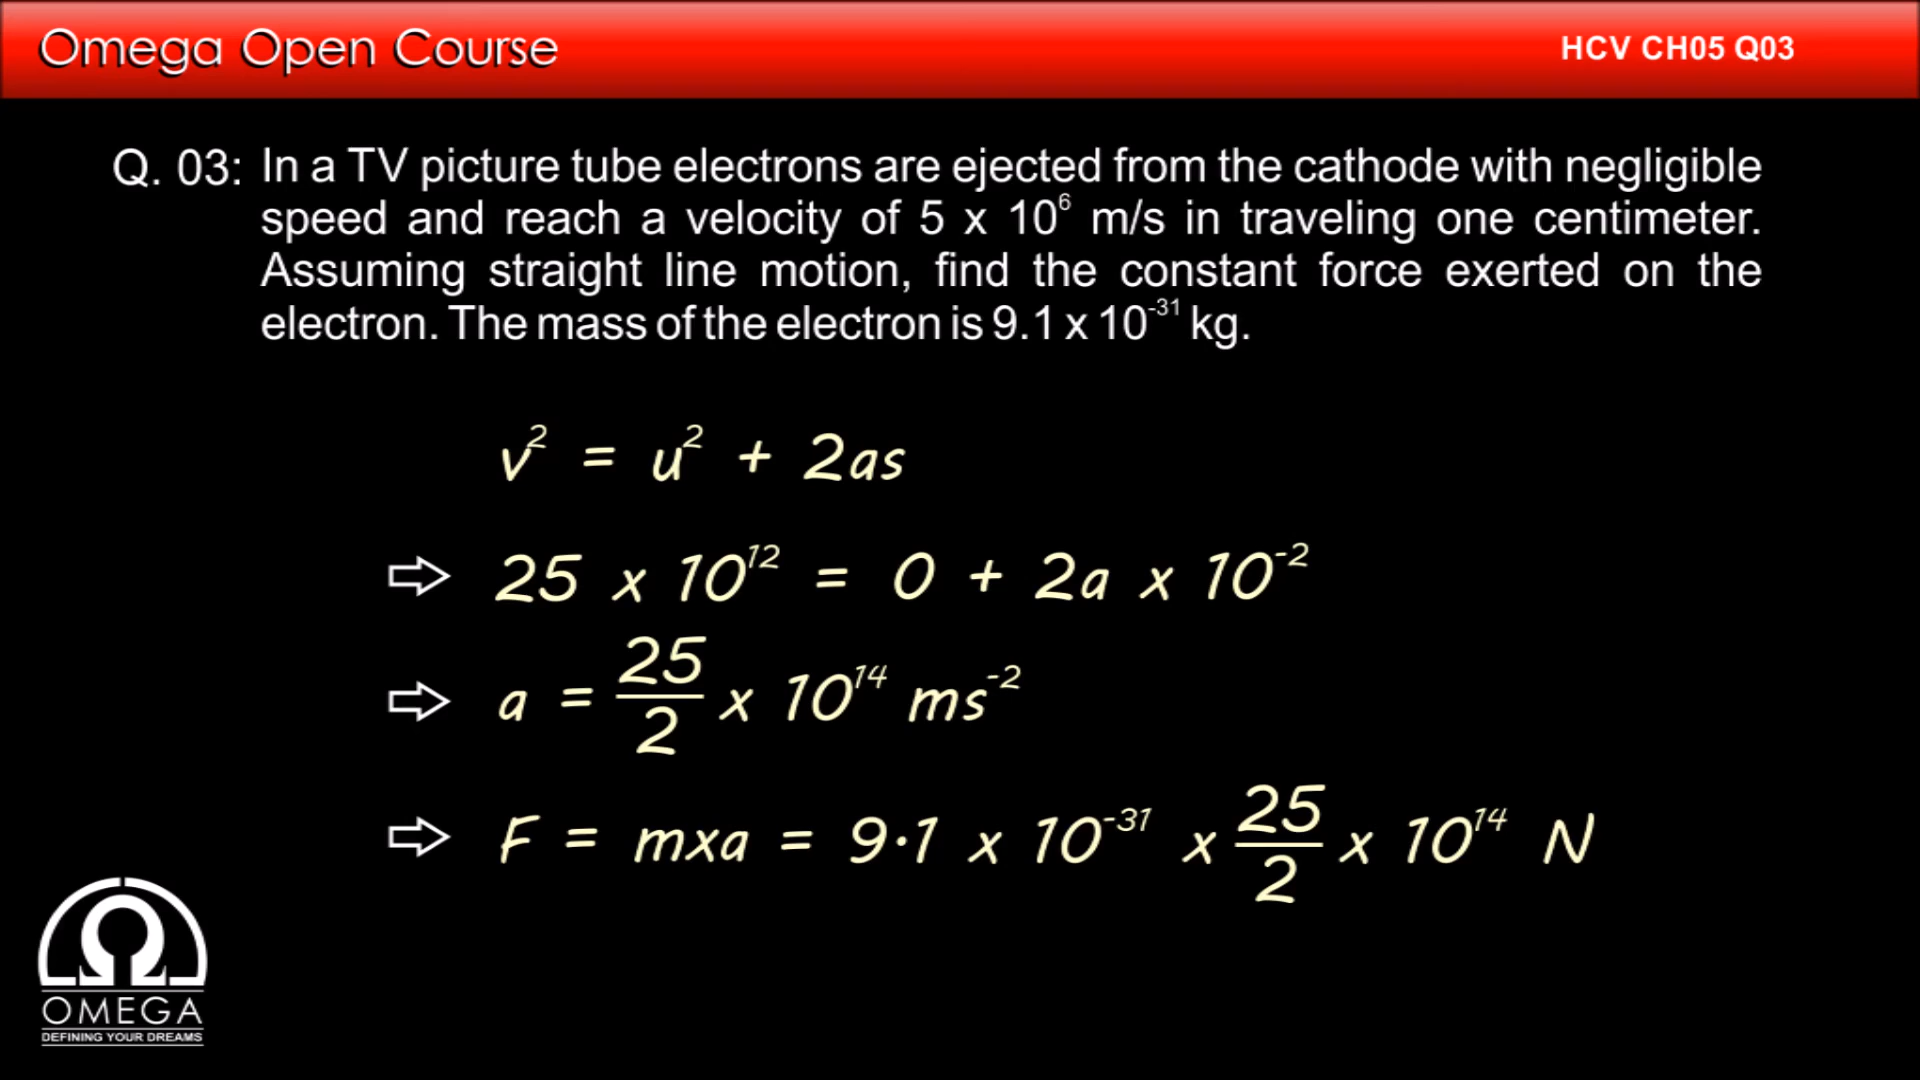 Omega Open Course
HCV CH05 Q03
Q. 03: In a TV picture tube electrons are ejected from the cathode with negligible
speed and reach a velocity of 5 x 10⁶ m/s in traveling one centimeter.
Assuming straight line motion, find the constant force exerted on the
electron. The mass of the electron is 9.1 x 10⁻³¹ kg.
v² = u² + 2as
⇨ 25 x 10¹² = 0 + 2a x 10⁻²
⇨ a = 25/2 x 10¹⁴ ms⁻²
⇨ F = mxa = 9·1 x 10⁻³¹ x 25/2 x 10¹⁴ N
OMEGA
DEFINING YOUR DREAMS